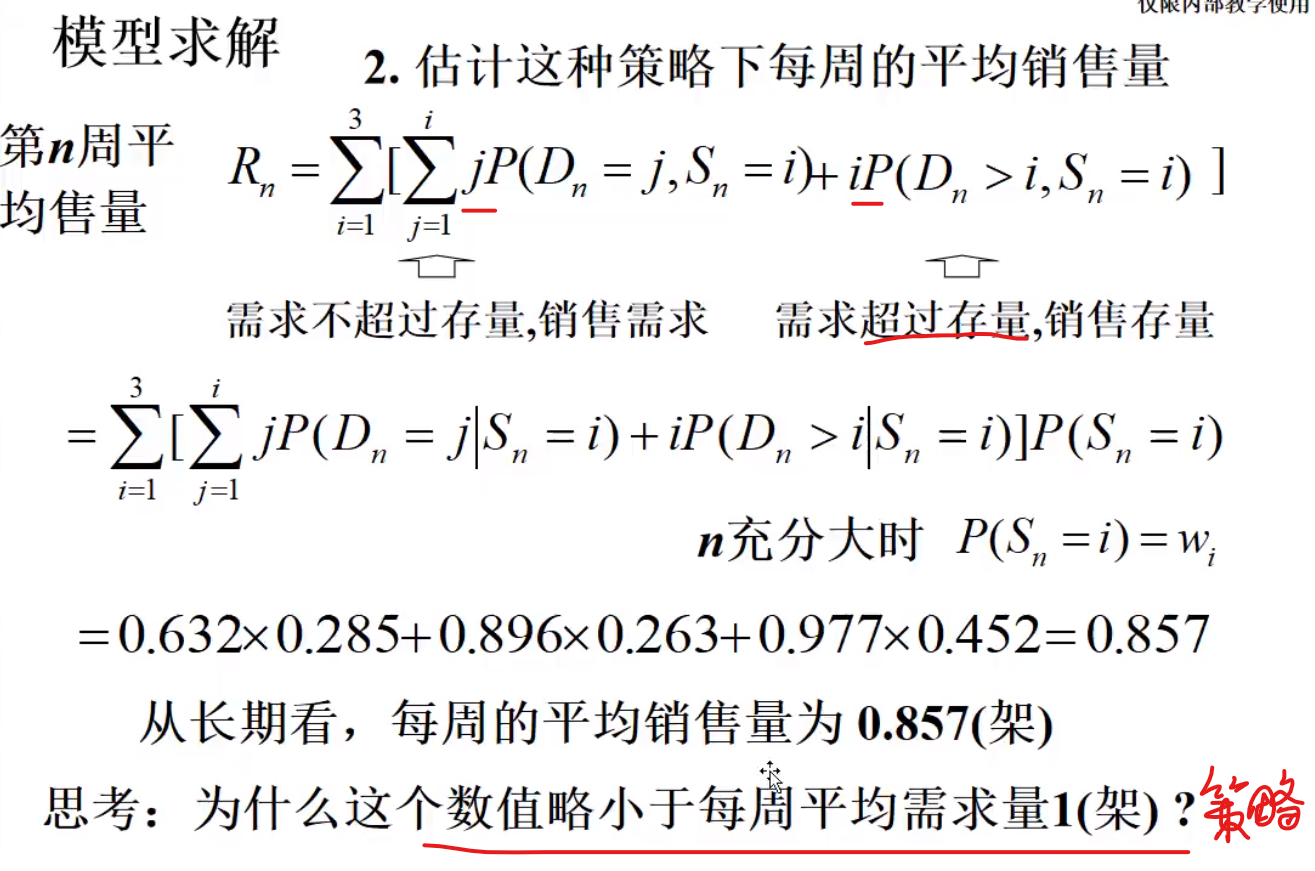 仅限内部教学使用
模型求解
2. 估计这种策略下每周的平均销售量
第n周平
均售量
R_n = \sum_{i=1}^{3}[\sum_{j=1}^{i} jP(D_n = j, S_n = i) + iP(D_n > i, S_n = i) ]
需求不超过存量,销售需求 需求超过存量,销售存量
= \sum_{i=1}^{3}[\sum_{j=1}^{i} jP(D_n = j|S_n = i) + iP(D_n > i|S_n = i)]P(S_n = i)
n充分大时 P(S_n = i) = w_i
=0.632×0.285+0.896×0.263+0.977×0.452=0.857
从长期看，每周的平均销售量为 0.857(架)
思考：为什么这个数值略小于每周平均需求量1(架) ? 策略